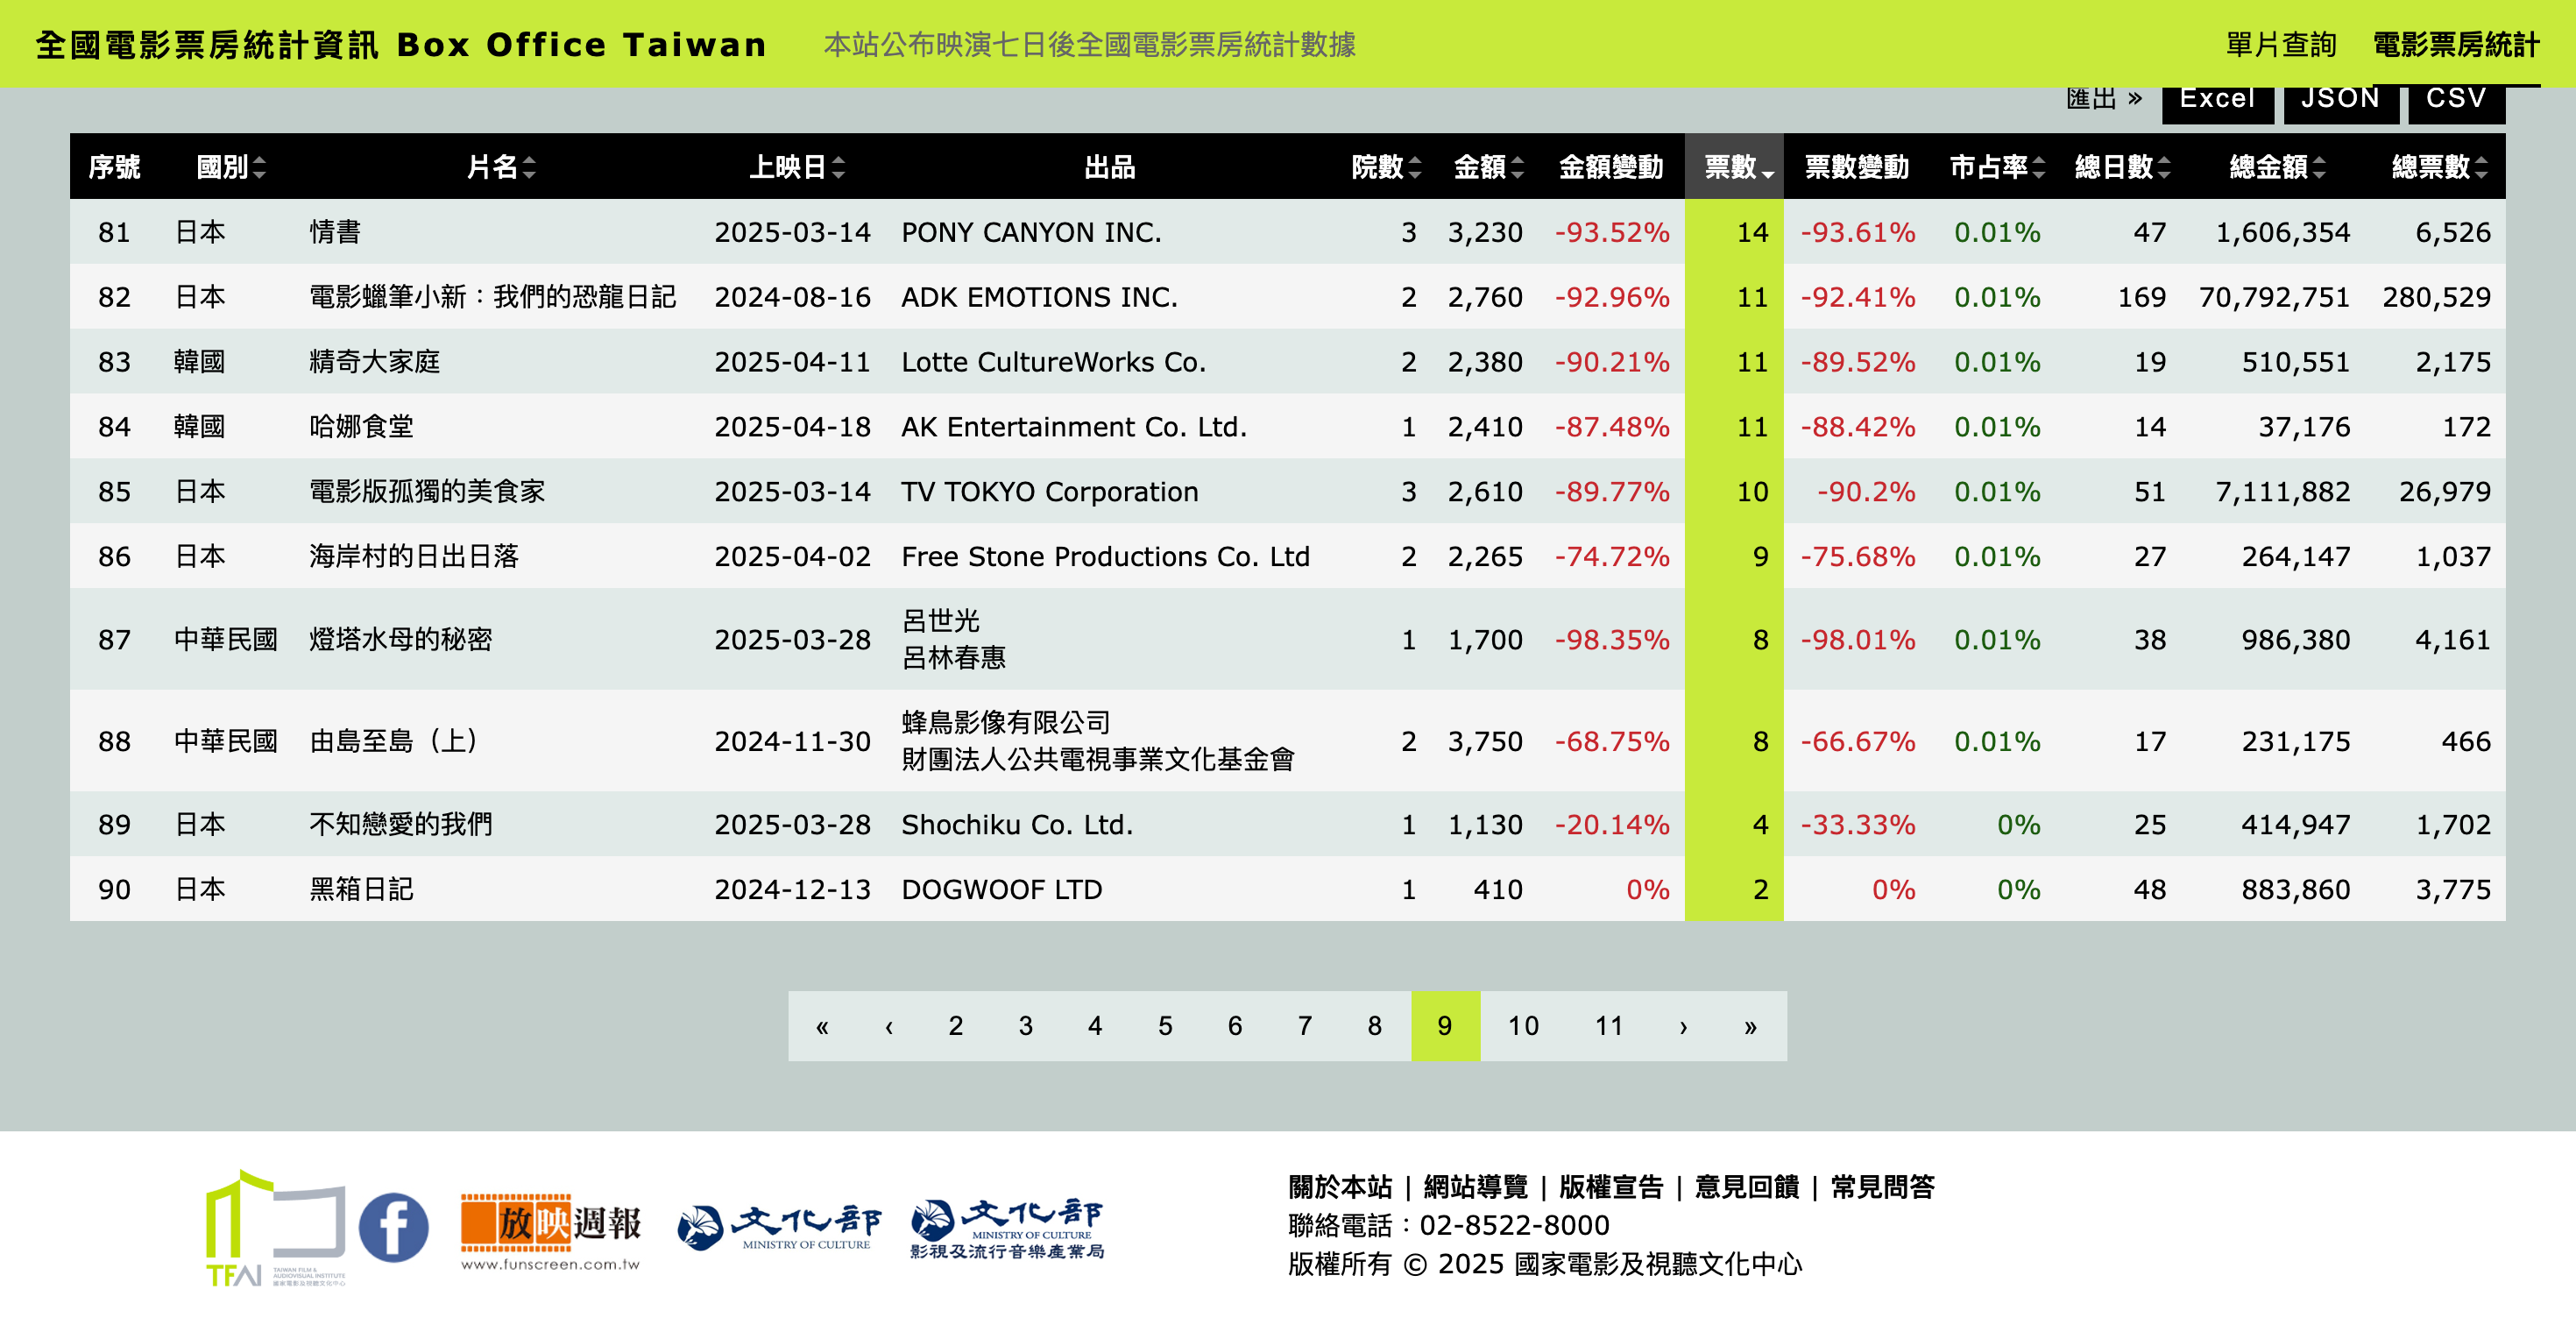 全國電影票房統計資訊 Box Office Taiwan 本站公布映演七日後全國電影票房統計數據 單片查詢 電影票房統計
匯出 » Excel JSON CSV
序號 國別 片名 上映日 出品 院數 金額 金額變動 票數 票數變動 市占率 總日數 總金額 總票數
81 日本 情書 2025-03-14 PONY CANYON INC. 3 3,230 -93.52% 14 -93.61% 0.01% 47 1,606,354 6,526
82 日本 電影蠟筆小新：我們的恐龍日記 2024-08-16 ADK EMOTIONS INC. 2 2,760 -92.96% 11 -92.41% 0.01% 169 70,792,751 280,529
83 韓國 精奇大家庭 2025-04-11 Lotte CultureWorks Co. 2 2,380 -90.21% 11 -89.52% 0.01% 19 510,551 2,175
84 韓國 哈娜食堂 2025-04-18 AK Entertainment Co. Ltd. 1 2,410 -87.48% 11 -88.42% 0.01% 14 37,176 172
85 日本 電影版孤獨的美食家 2025-03-14 TV TOKYO Corporation 3 2,610 -89.77% 10 -90.2% 0.01% 51 7,111,882 26,979
86 日本 海岸村的日出日落 2025-04-02 Free Stone Productions Co. Ltd 2 2,265 -74.72% 9 -75.68% 0.01% 27 264,147 1,037
87 中華民國 燈塔水母的秘密 2025-03-28 呂世光
呂林春惠 1 1,700 -98.35% 8 -98.01% 0.01% 38 986,380 4,161
88 中華民國 由島至島（上） 2024-11-30 蜂鳥影像有限公司
財團法人公共電視事業文化基金會 2 3,750 -68.75% 8 -66.67% 0.01% 17 231,175 466
89 日本 不知戀愛的我們 2025-03-28 Shochiku Co. Ltd. 1 1,130 -20.14% 4 -33.33% 0% 25 414,947 1,702
90 日本 黑箱日記 2024-12-13 DOGWOOF LTD 1 410 0% 2 0% 0% 48 883,860 3,775
« ‹ 2 3 4 5 6 7 8 9 10 11 › »
TFAI TAIWAN FILM &
AUDIOVISUAL INSTITUTE
國家電影及視聽文化中心
f
放映週報
www.funscreen.com.tw
文化部
MINISTRY OF CULTURE
文化部
MINISTRY OF CULTURE
影視及流行音樂產業局
關於本站 | 網站導覽 | 版權宣告 | 意見回饋 | 常見問答
聯絡電話：02-8522-8000
版權所有 © 2025 國家電影及視聽文化中心